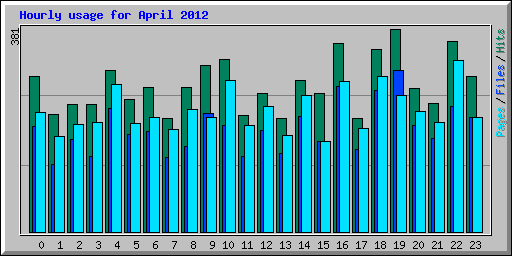 Hourly usage for April 2012
381
Pages/Files/Hits
0 1 2 3 4 5 6 7 8 9 10 11 12 13 14 15 16 17 18 19 20 21 22 23